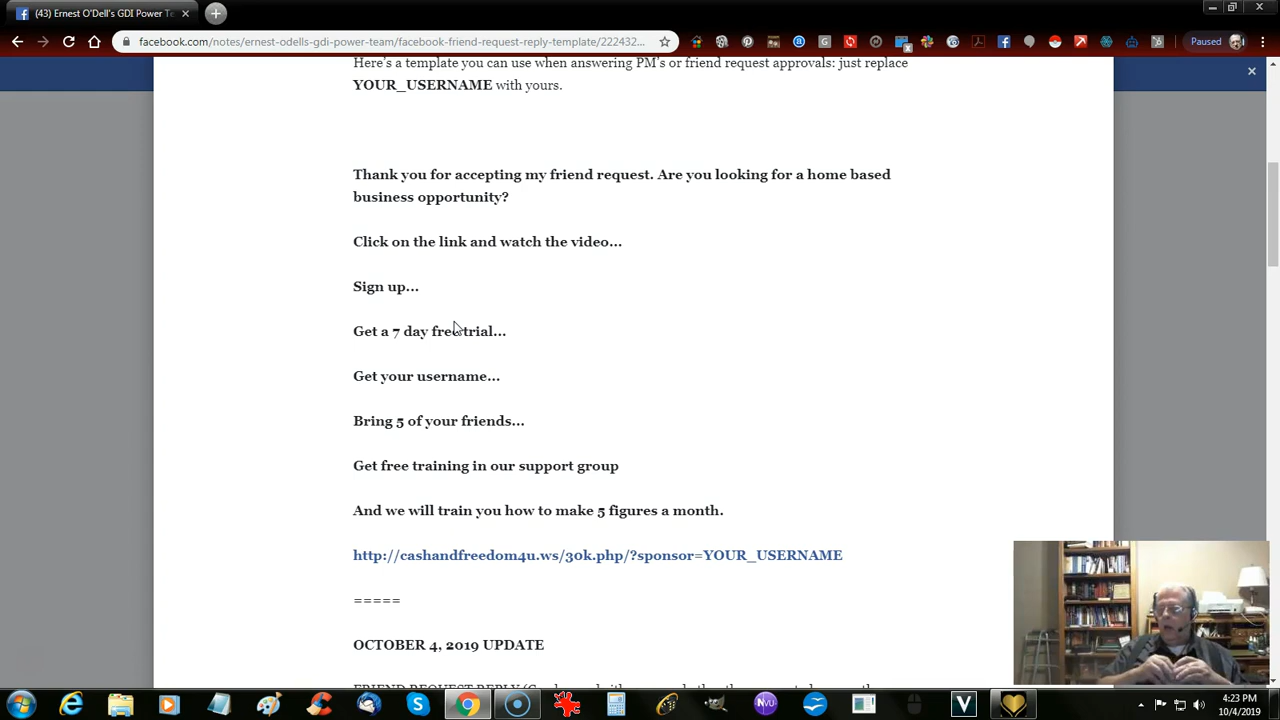 (43) Ernest O'Dell's GDI Power Te
facebook.com/notes/ernest-odells-gdi-power-team/facebook-friend-request-reply-template/222432...
Paused
Here's a template you can use when answering PM's or friend request approvals: just replace
YOUR_USERNAME with yours.
Thank you for accepting my friend request. Are you looking for a home based
business opportunity?
Click on the link and watch the video...
Sign up...
Get a 7 day free trial...
Get your username...
Bring 5 of your friends...
Get free training in our support group
And we will train you how to make 5 figures a month.
http://cashandfreedom4u.ws/30k.php/?sponsor=YOUR_USERNAME
=====
OCTOBER 4, 2019 UPDATE
FRIEND REQUEST REPLY
4:23 PM
10/4/2019